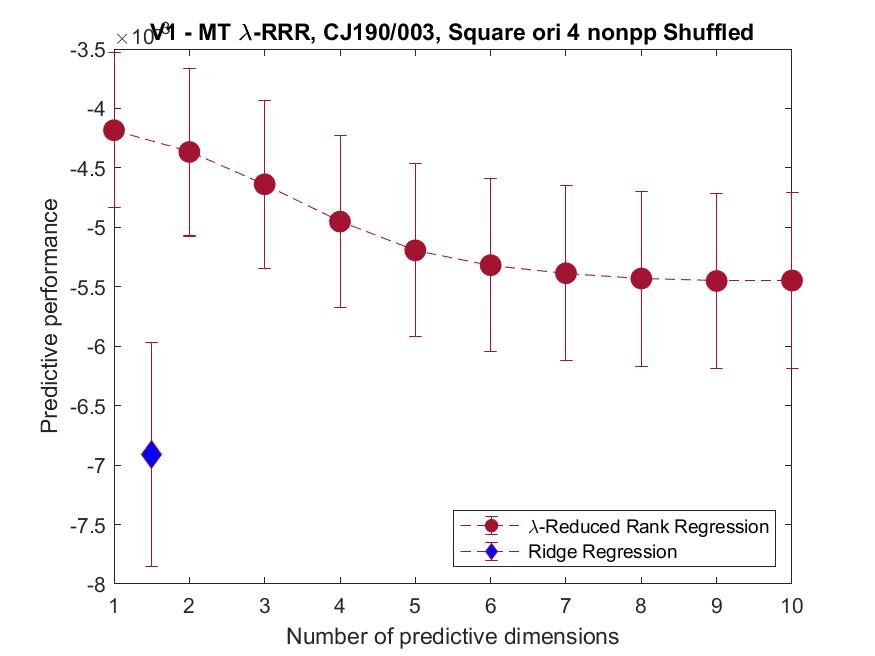 V1 - MT λ-RRR, CJ190/003, Square ori 4 nonpp Shuffled
×10⁻³
-3.5
-4
-4.5
-5
-5.5
-6
-6.5
-7
-7.5
-8
Predictive performance
λ-Reduced Rank Regression
Ridge Regression
1 2 3 4 5 6 7 8 9 10
Number of predictive dimensions